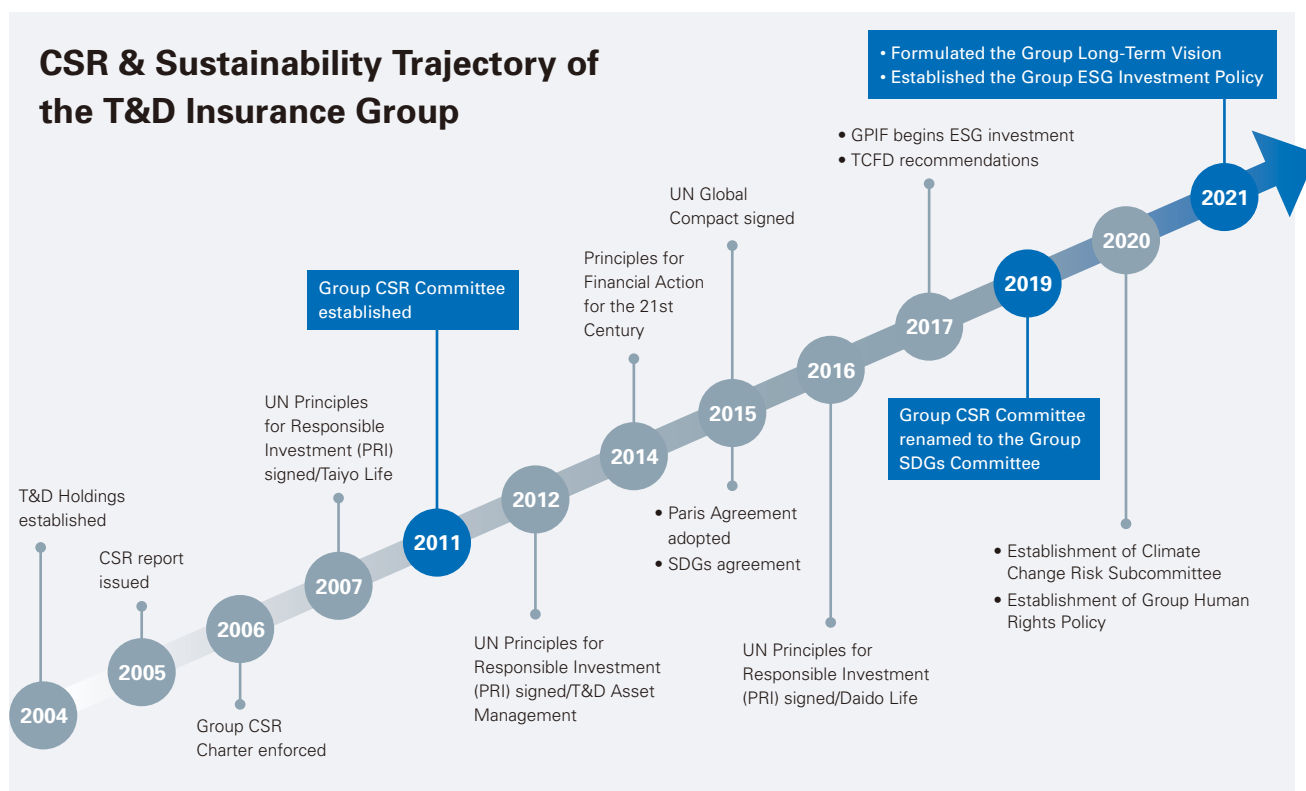 CSR & Sustainability Trajectory of
the T&D Insurance Group
2004
T&D Holdings
established
2005
CSR report
issued
2006
Group CSR
Charter enforced
2007
UN Principles
for Responsible
Investment (PRI)
signed/Taiyo Life
2011
Group CSR Committee
established
2012
UN Principles for
Responsible Investment
(PRI) signed/T&D Asset
Management
2014
Principles for
Financial Action
for the 21st
Century
2015
UN Global
Compact signed
• Paris Agreement
adopted
• SDGs agreement
2016
UN Principles for
Responsible Investment
(PRI) signed/Daido Life
2017
• GPIF begins ESG investment
• TCFD recommendations
2019
Group CSR Committee
renamed to the Group
SDGs Committee
2020
• Establishment of Climate
Change Risk Subcommittee
• Establishment of Group Human
Rights Policy
2021
• Formulated the Group Long-Term Vision
• Established the Group ESG Investment Policy